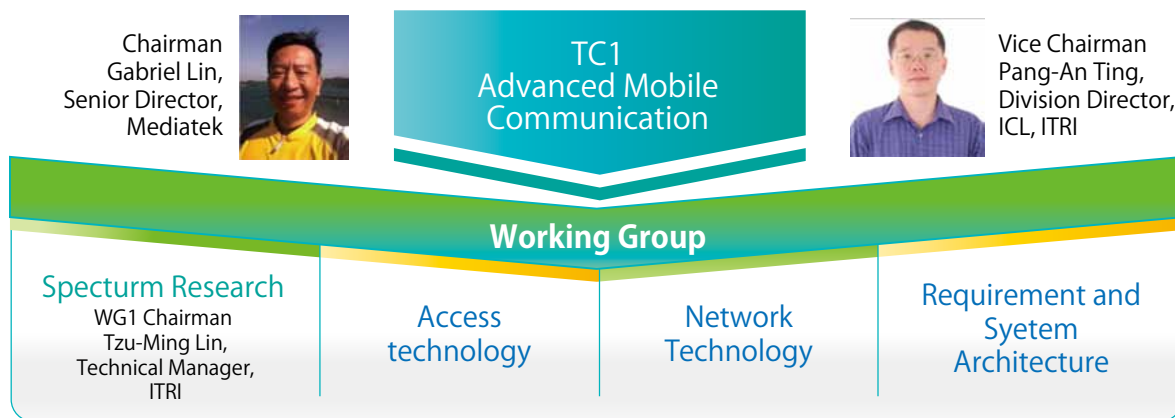 Chairman
Gabriel Lin,
Senior Director,
Mediatek
TC1
Advanced Mobile
Communication
Vice Chairman
Pang-An Ting,
Division Director,
ICL, ITRI
Working Group
Specturm Research
WG1 Chairman
Tzu-Ming Lin,
Technical Manager,
ITRI
Access
technology
Network
Technology
Requirement and
Syetem
Architecture